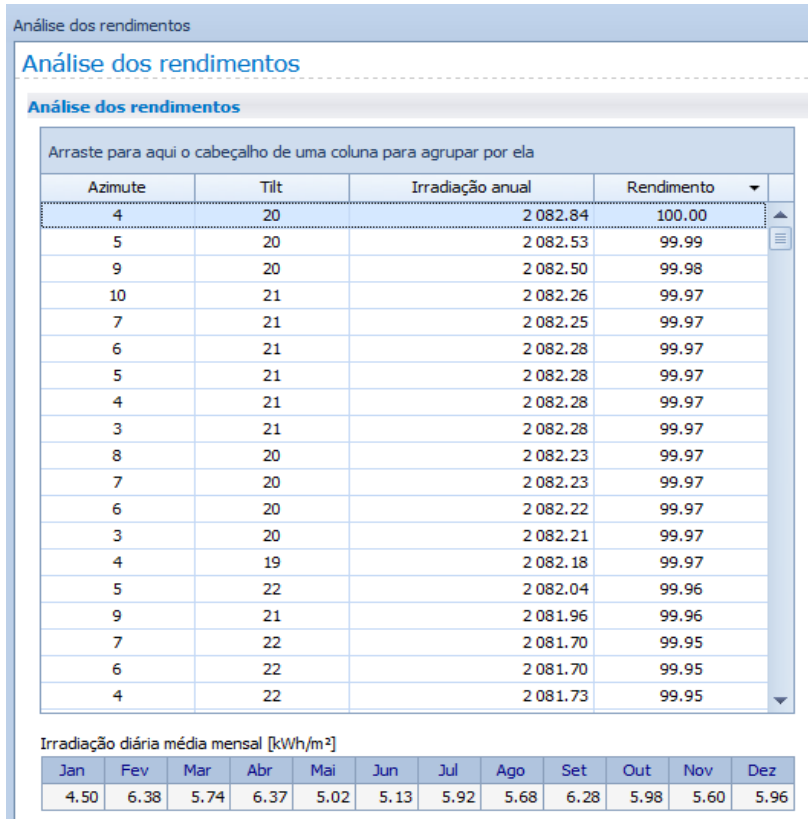 Análise dos rendimentos
Análise dos rendimentos
Análise dos rendimentos
Arraste para aqui o cabeçalho de uma coluna para agrupar por ela
Azimute Tilt Irradiação anual Rendimento
4 20 2 082.84 100.00
5 20 2 082.53 99.99
9 20 2 082.50 99.98
10 21 2 082.26 99.97
7 21 2 082.25 99.97
6 21 2 082.28 99.97
5 21 2 082.28 99.97
4 21 2 082.28 99.97
3 21 2 082.28 99.97
8 20 2 082.23 99.97
7 20 2 082.23 99.97
6 20 2 082.22 99.97
3 20 2 082.21 99.97
4 19 2 082.18 99.97
5 22 2 082.04 99.96
9 21 2 081.96 99.96
7 22 2 081.70 99.95
6 22 2 081.70 99.95
4 22 2 081.73 99.95
Irradiação diária média mensal [kWh/m²]
Jan Fev Mar Abr Mai Jun Jul Ago Set Out Nov Dez
4.50 6.38 5.74 6.37 5.02 5.13 5.92 5.68 6.28 5.98 5.60 5.96